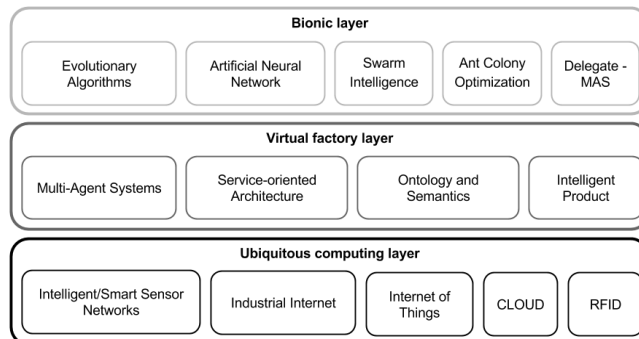 Bionic layer
Evolutionary
Algorithms
Artificial Neural
Network
Swarm
Intelligence
Ant Colony
Optimization
Delegate -
MAS
Virtual factory layer
Multi-Agent Systems
Service-oriented
Architecture
Ontology and
Semantics
Intelligent
Product
Ubiquitous computing layer
Intelligent/Smart Sensor
Networks
Industrial Internet
Internet of
Things
CLOUD
RFID